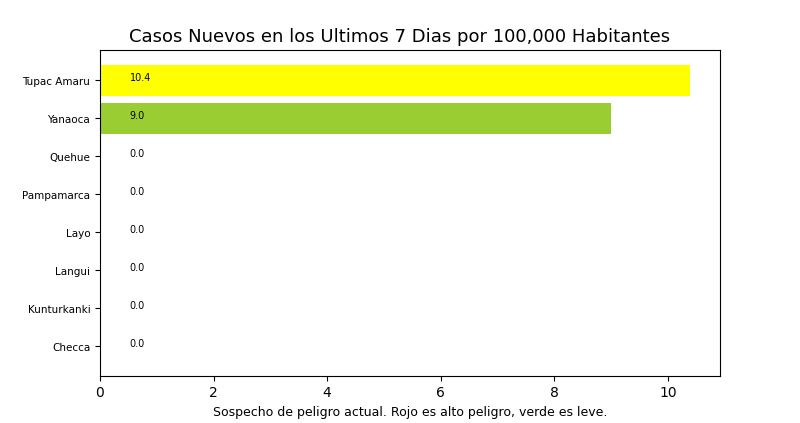 Casos Nuevos en los Ultimos 7 Dias por 100,000 Habitantes
Tupac Amaru 10.4
Yanaoca 9.0
Quehue 0.0
Pampamarca 0.0
Layo 0.0
Langui 0.0
Kunturkanki 0.0
Checca 0.0
0 2 4 6 8 10
Sospecho de peligro actual. Rojo es alto peligro, verde es leve.